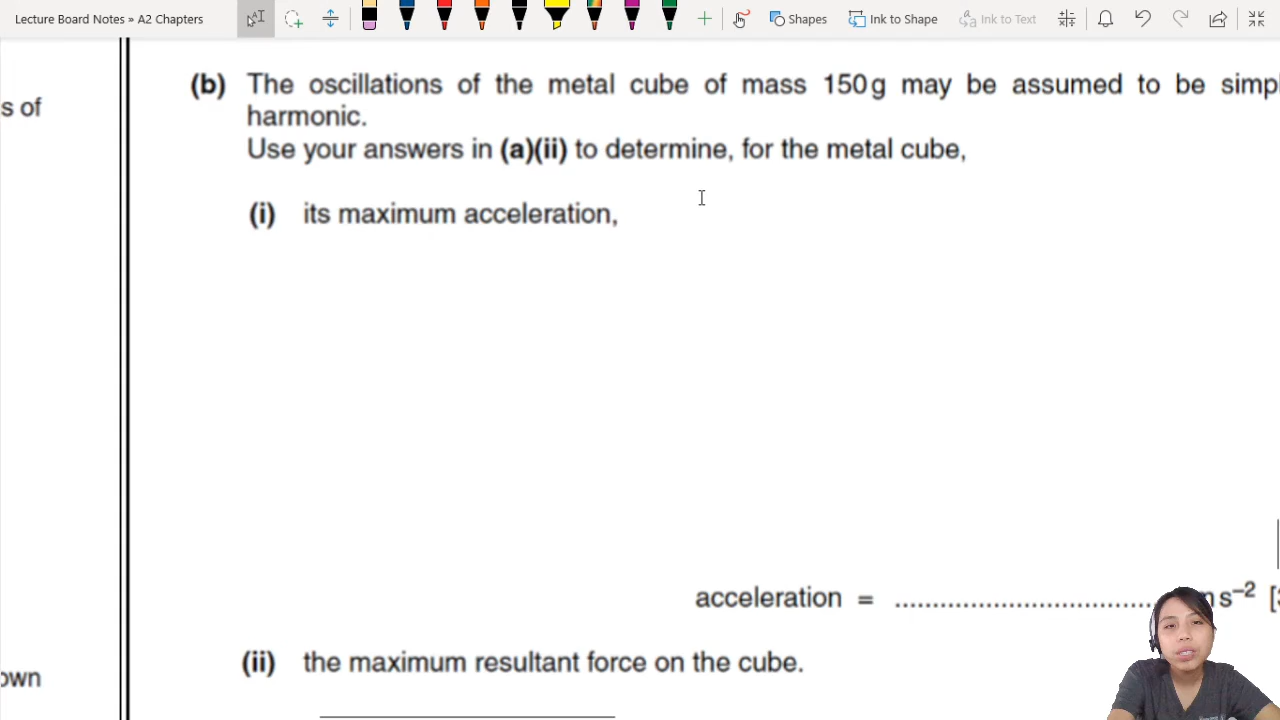 Lecture Board Notes » A2 Chapters
Shapes
Ink to Shape
Ink to Text
s of
(b) The oscillations of the metal cube of mass 150 g may be assumed to be simpl
harmonic.
Use your answers in (a)(ii) to determine, for the metal cube,
(i) its maximum acceleration,
acceleration = .................................. m s⁻² [3
(ii) the maximum resultant force on the cube.
own